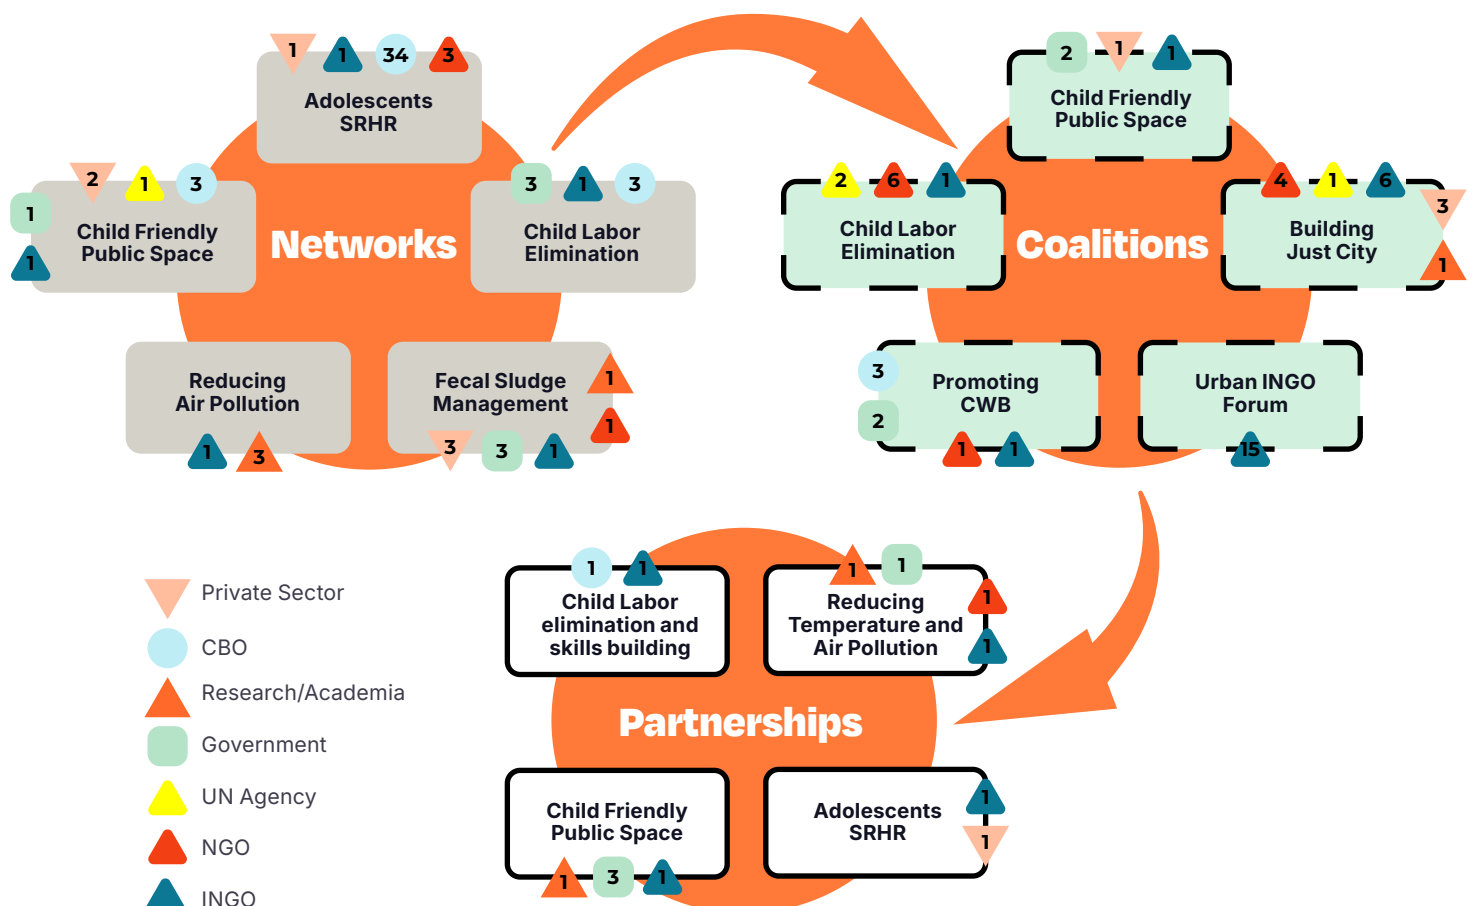 1
1
34
3
Adolescents
SRHR
2
1
3
1
1
Child Friendly
Public Space
Networks
3
1
3
Child Labor
Elimination
Reducing
Air Pollution
1
3
Fecal Sludge
Management
1
1
3
3
1
2
1
1
Child Friendly
Public Space
2
6
1
Child Labor
Elimination
Coalitions
4
1
6
3
1
Building
Just City
3
2
Promoting
CWB
1
1
Urban INGO
Forum
15
1
1
Child Labor
elimination and
skills building
1
1
1
1
Reducing
Temperature and
Air Pollution
Partnerships
Child Friendly
Public Space
1
3
1
Adolescents
SRHR
1
1
Private Sector
CBO
Research/Academia
Government
UN Agency
NGO
INGO